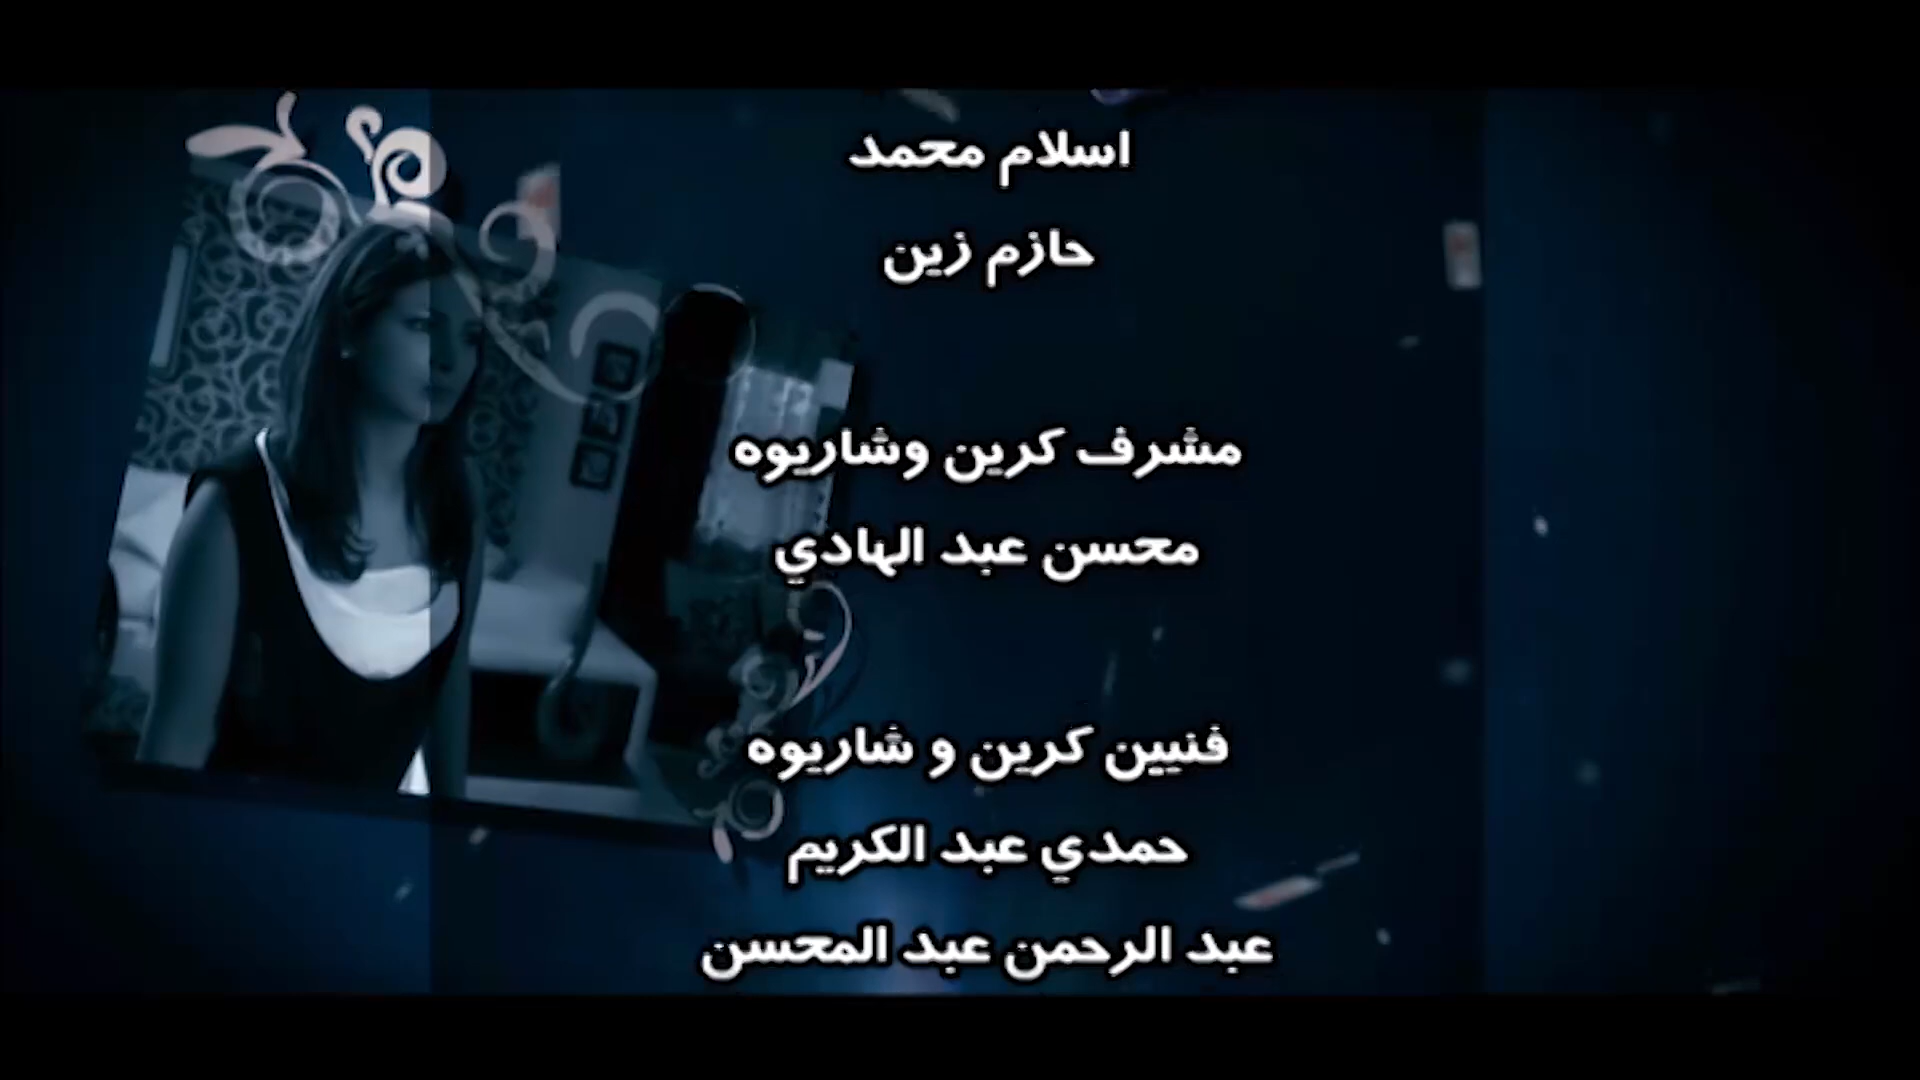 اسلام محمد
حازم زين
مشرف كرين وشاريوه
محسن عبد الهادي
فنيين كرين و شاريوه
حمدي عبد الكريم
عبد الرحمن عبد المحسن